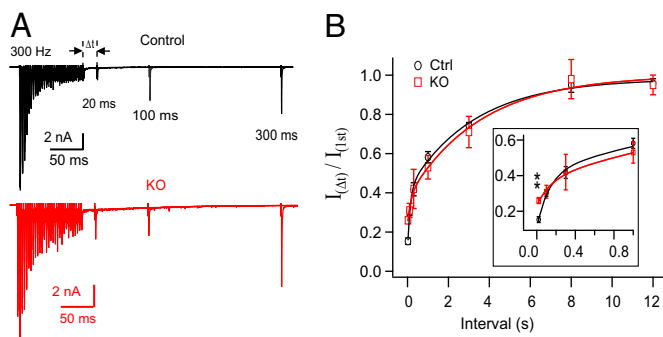 A
300 Hz
Δt
Control
20 ms
100 ms
300 ms
2 nA
50 ms
KO
2 nA
50 ms
B
Ctrl
KO
I(Δt) / I(1st)
1.0
0.8
0.6
0.4
0.2
0.0
0 2 4 6 8 10 12
Interval (s)
0.6
0.4
0.2
**
0.0 0.4 0.8